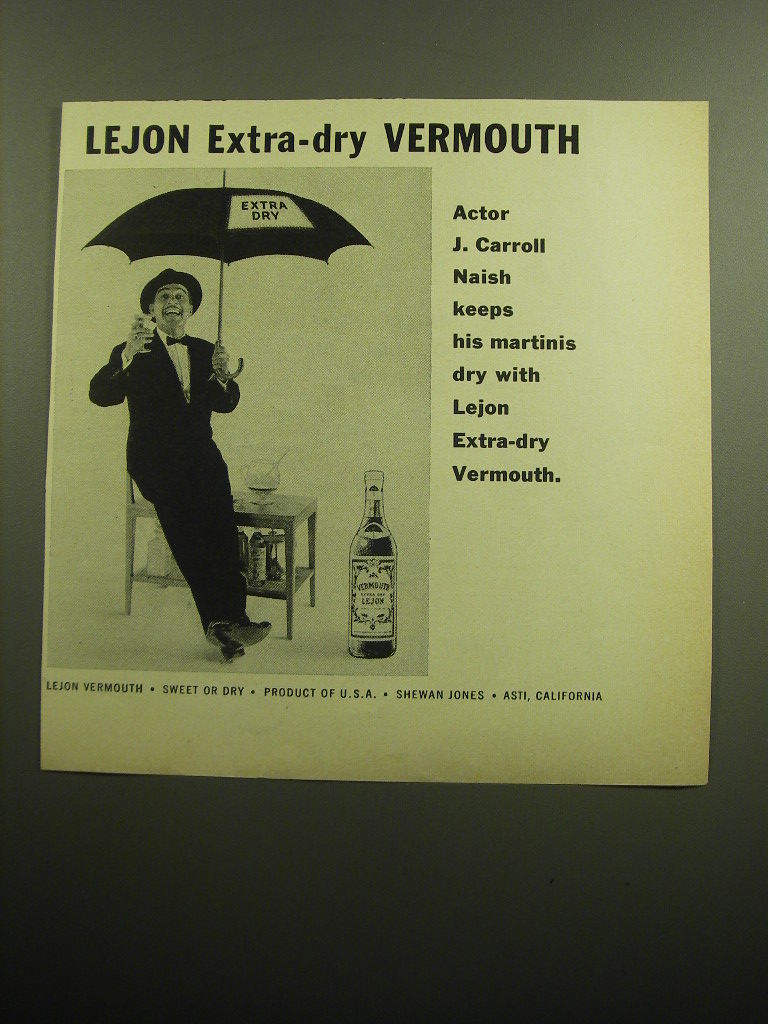 LEJON Extra-dry VERMOUTH
EXTRA
DRY
Actor
J. Carroll
Naish
keeps
his martinis
dry with
Lejon
Extra-dry
Vermouth.
VERMOUTH
EXTRA DRY
LEJON
LEJON VERMOUTH • SWEET OR DRY • PRODUCT OF U.S.A. • SHEWAN JONES • ASTI, CALIFORNIA